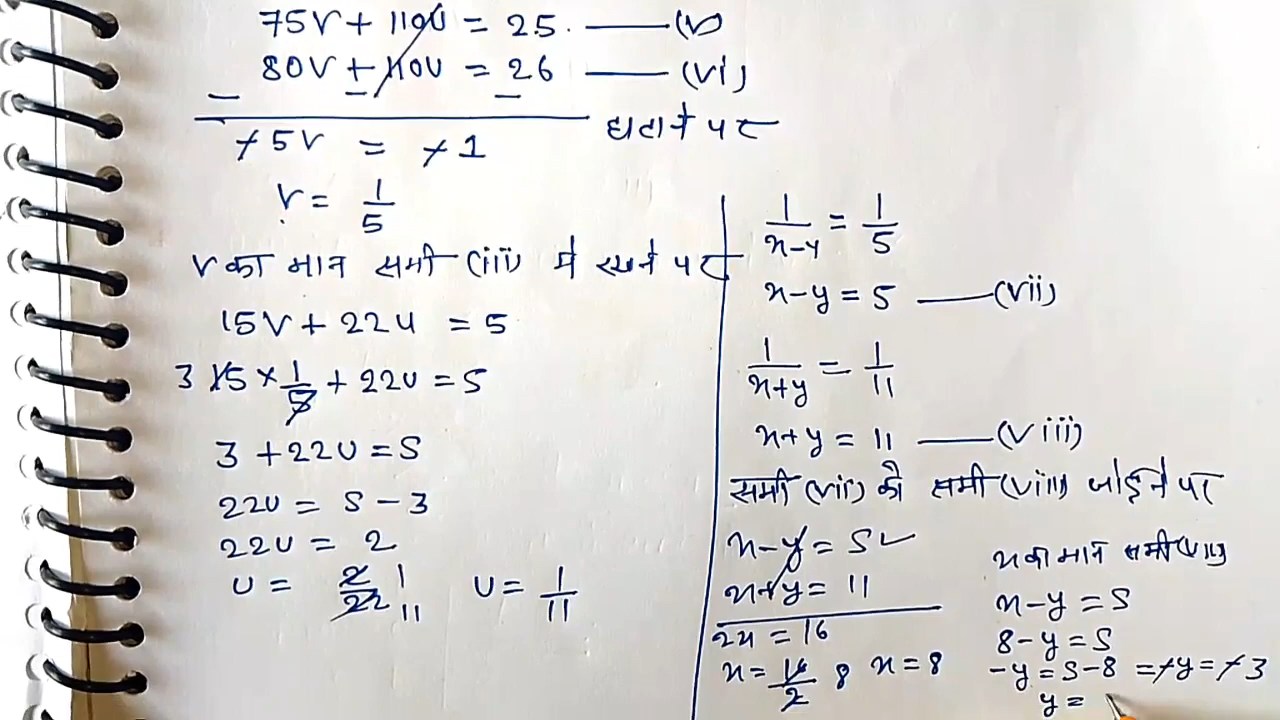 75v + 110u = 25. ——(v)
80v + 110u = 26 ——(vi)
− − −
घटाने पर
-5v = -1
v = 1/5
v का मान समी (iii) में रखने पर
15v + 22u = 5
3 15 × 1/5 + 22u = 5
3 + 22u = 5
22u = 5 − 3
22u = 2
u = 2/22 1/11 u = 1/11
1/(x−y) = 1/5
x−y = 5 ——(vii)
1/(x+y) = 1/11
x+y = 11 ——(viii)
समी (vii) को समी (viii) जोड़ने पर
x−y = 5 ✓
x+y = 11
2x = 16
x = 16/2 8 x = 8
x का मान समी (vii)
x − y = 5
8 − y = 5
−y = 5−8 = -y = -3
y =